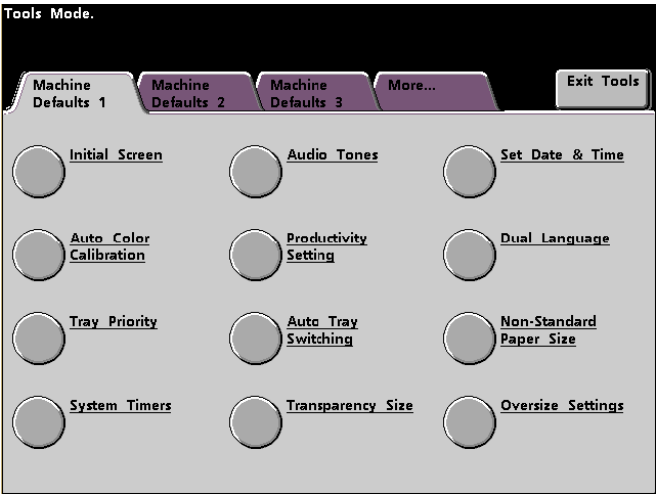 Tools Mode.
Machine
Defaults 1
Machine
Defaults 2
Machine
Defaults 3
More...
Exit Tools
Initial Screen
Audio Tones
Set Date & Time
Auto Color
Calibration
Productivity
Setting
Dual Language
Tray Priority
Auto Tray
Switching
Non-Standard
Paper Size
System Timers
Transparency Size
Oversize Settings